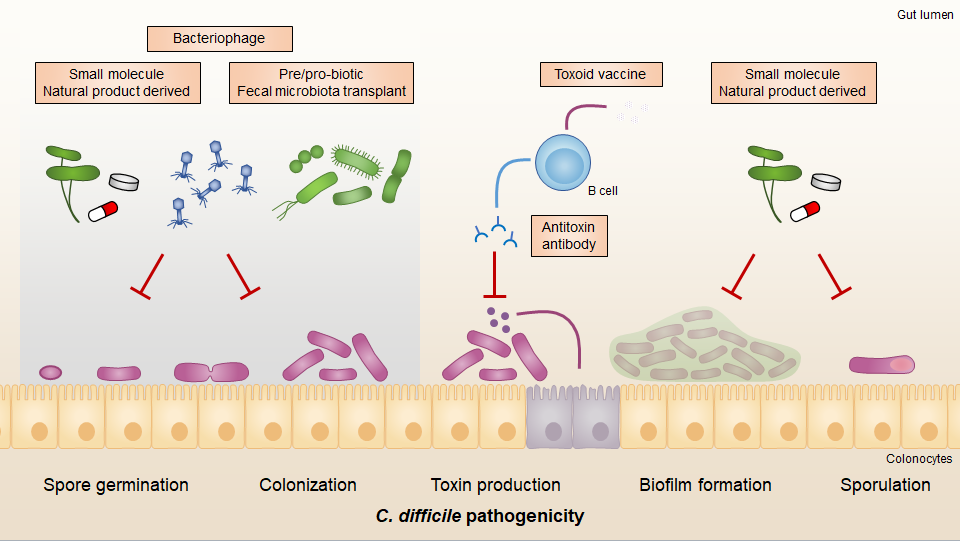 Gut lumen
Bacteriophage
Small molecule
Natural product derived
Pre/pro-biotic
Fecal microbiota transplant
Toxoid vaccine
Small molecule
Natural product derived
B cell
Antitoxin
antibody
Colonocytes
Spore germination
Colonization
Toxin production
Biofilm formation
Sporulation
C. difficile pathogenicity